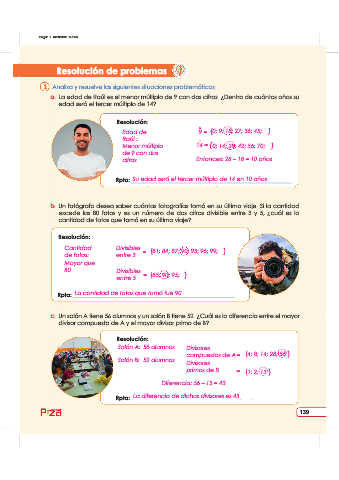 Resolución de problemas
1 Analiza y resuelve las siguientes situaciones problemáticas
a. La edad de Raúl es el menor múltiplo de 9 con dos cifras. ¿Dentro de cuántos años su
edad será el tercer múltiplo de 14?
Resolución:
Edad de
Raúl :
Menor múltiplo
de 9 con dos
cifras
9 = {0; 9; 18; 27; 36; 45; }
14 = {0; 14; 28; 42; 56; 70; }
Entonces: 28 – 18 = 10 años
Rpta: Su edad será el tercer múltiplo de 14 en 10 años
b. Un fotógrafo desea saber cuántas fotografías tomó en su último viaje. Si la cantidad
excede las 80 fotos y es un número de dos cifras divisible entre 3 y 5, ¿cuál es la
cantidad de fotos que tomó en su último viaje?
Resolución :
Cantidad
de fotos:
Mayor que
80
Divisibles
entre 3 = {81; 84; 87; 90; 93; 96; 99; }
Divisibles
entre 5 = {85; 90; 95; }
Rpta: La cantidad de fotos que tomó fue 90
c. Un salón A tiene 56 alumnos y un salón B tiene 52. ¿Cuál es la diferencia entre el mayor
divisor compuesto de A y el mayor divisor primo de B?
Resolución:
Salón A: 56 alumnos
Salón B: 52 alumnos
Divisores
compuestos de A = {4; 8; 14; 28; 56}
Divisores
primos de B = {1; 2; 13}
Diferencia: 56 – 13 = 43
Rpta: La diferencia de dichos divisores es 43
139